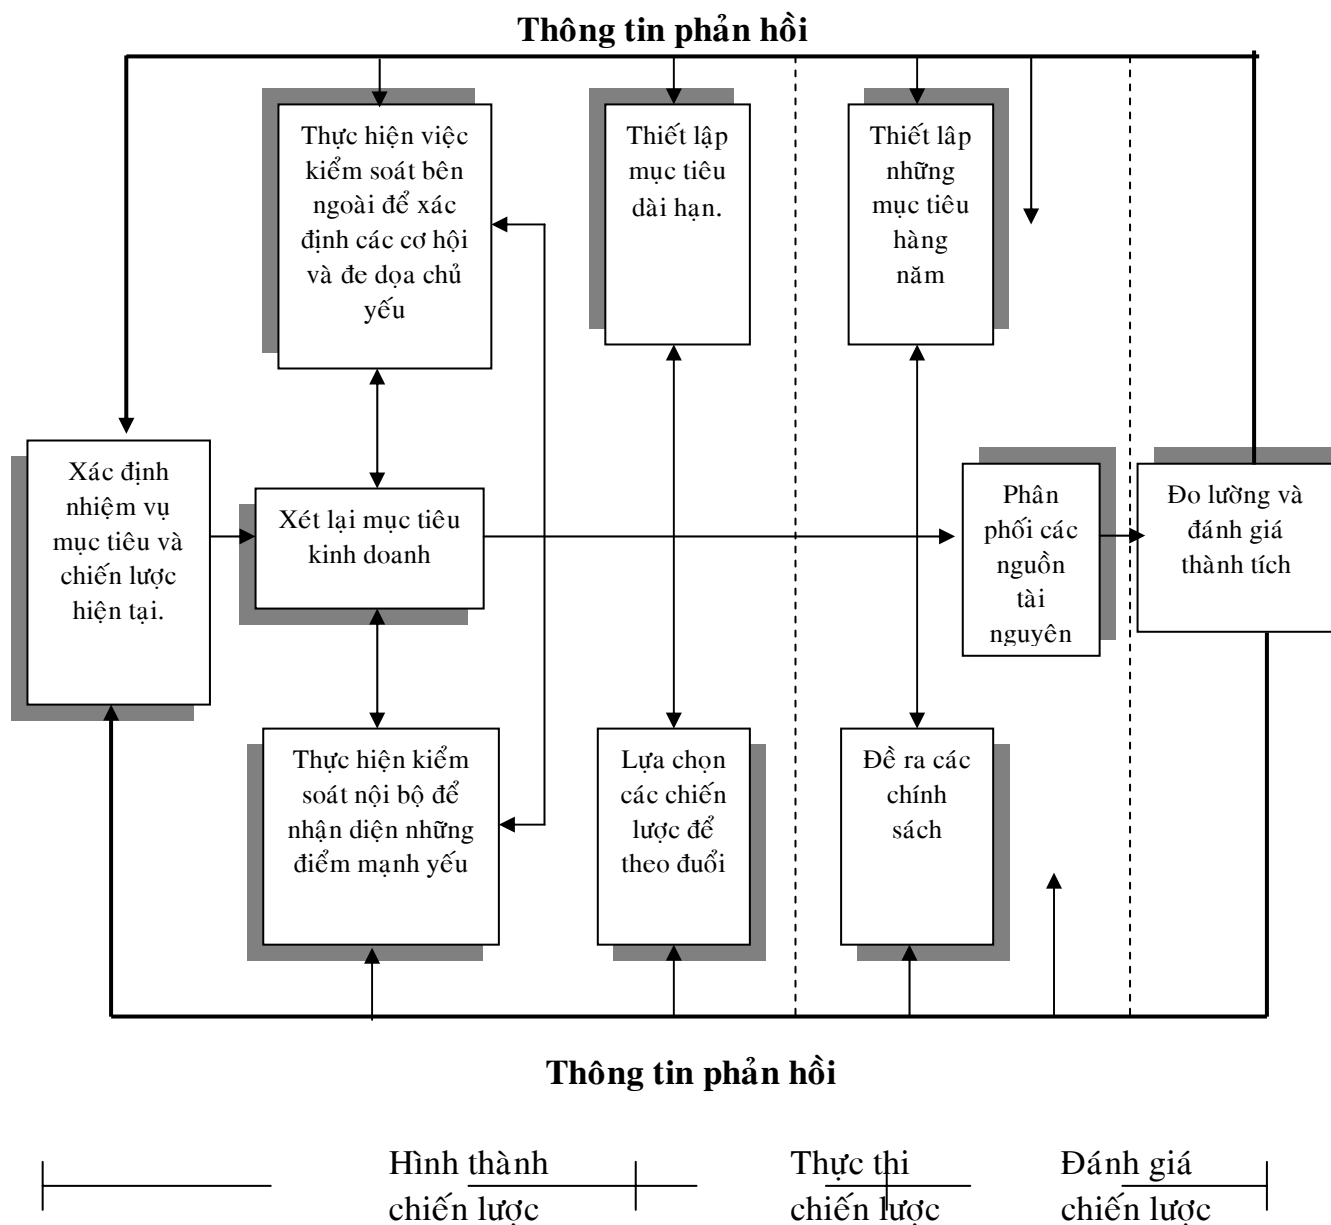 Thông tin phản hồi
Thực hiện việc
kiểm soát bên
ngoài để xác
định các cơ hội
và đe dọa chủ
yếu
Thiết lập
mục tiêu
dài hạn.
Thiết lâp
những
mục tiêu
hàng
năm
Xác định
nhiệm vụ
mục tiêu và
chiến lược
hiện tại.
Xét lại mục tiêu
kinh doanh
Phân
phối các
nguồn
tài
nguyên
Đo lường và
đánh giá
thành tích
Thực hiện kiểm
soát nội bộ để
nhận diện những
điểm mạnh yếu
Lựa chọn
các chiến
lược để
theo đuổi
Đề ra các
chính
sách
Thông tin phản hồi
Hình thành
chiến lược
Thực thi
chiến lược
Đánh giá
chiến lược